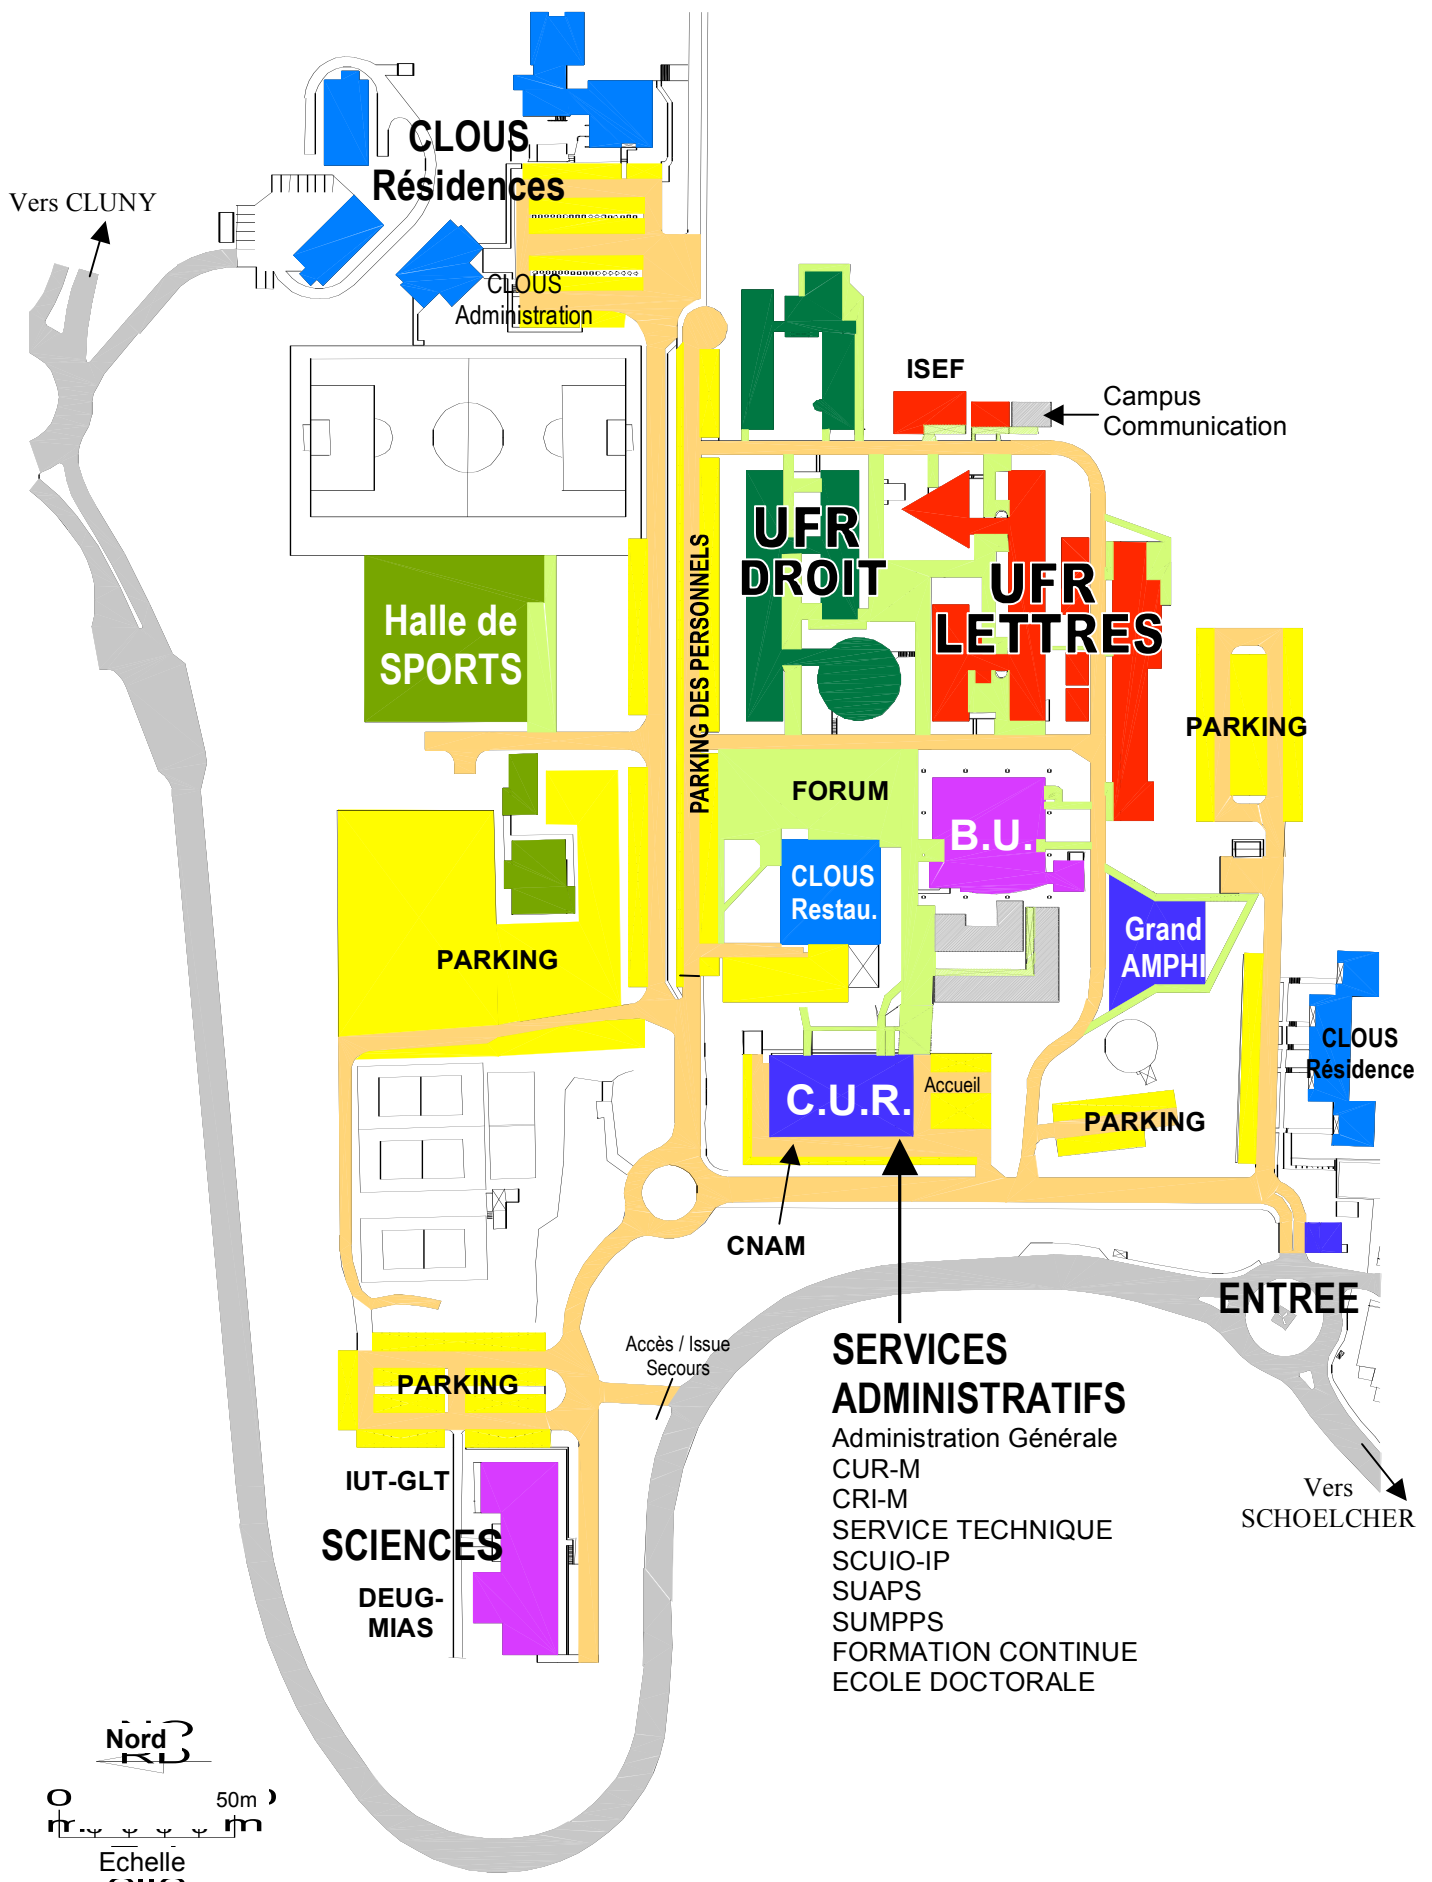 CLOUS
Résidences
Vers CLUNY
CLOUS
Administration
ISEF
Campus
Communication
UFR
DROIT
UFR
LETTRES
Halle de
SPORTS
PARKING DES PERSONNELS
PARKING
FORUM
B.U.
CLOUS
Restau.
Grand
AMPHI
PARKING
CLOUS
Résidence
C.U.R.
Accueil
PARKING
CNAM
ENTREE
Accès / Issue
Secours
SERVICES
ADMINISTRATIFS
Administration Générale
CUR-M
CRI-M
SERVICE TECHNIQUE
SCUIO-IP
SUAPS
SUMPPS
FORMATION CONTINUE
ECOLE DOCTORALE
PARKING
IUT-GLT
SCIENCES
DEUG-
MIAS
Vers
SCHOELCHER
Nord
50m
Echelle